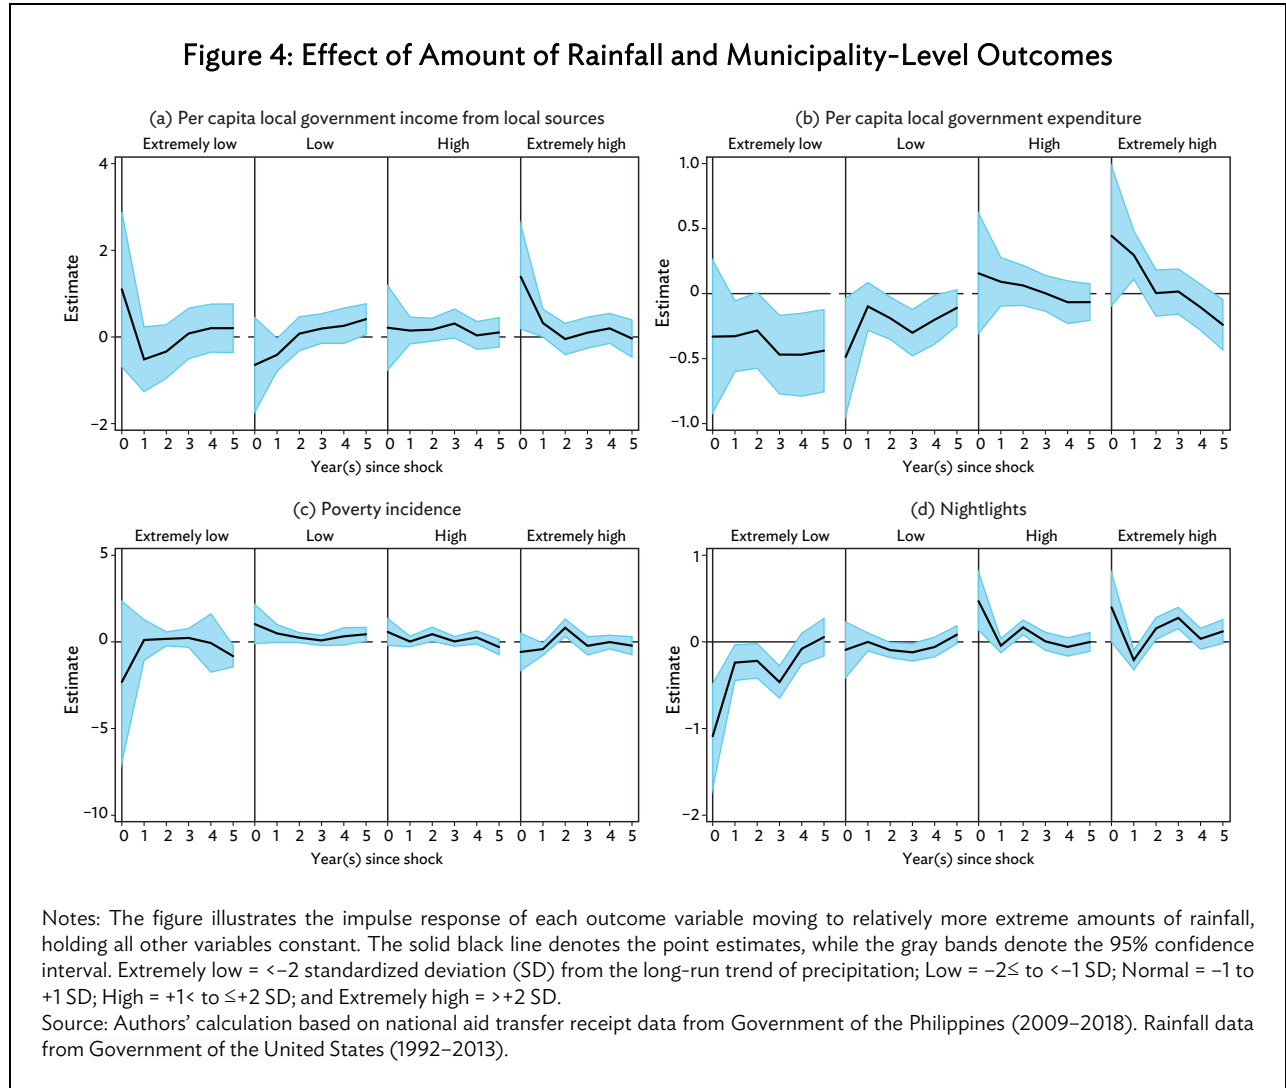 Figure 4: Effect of Amount of Rainfall and Municipality-Level Outcomes
(a) Per capita local government income from local sources
Extremely low Low High Extremely high
4
2
0
−2
Estimate
0 1 2 3 4 5 0 1 2 3 4 5 0 1 2 3 4 5 0 1 2 3 4 5
Year(s) since shock
(b) Per capita local government expenditure
Extremely low Low High Extremely high
1.0
0.5
0
−0.5
−1.0
Estimate
0 1 2 3 4 5 0 1 2 3 4 5 0 1 2 3 4 5 0 1 2 3 4 5
Year(s) since shock
(c) Poverty incidence
Extremely low Low High Extremely high
5
0
−5
−10
Estimate
0 1 2 3 4 5 0 1 2 3 4 5 0 1 2 3 4 5 0 1 2 3 4 5
Year(s) since shock
(d) Nightlights
Extremely Low Low High Extremely high
1
0
−1
−2
Estimate
0 1 2 3 4 5 0 1 2 3 4 5 0 1 2 3 4 5 0 1 2 3 4 5
Year(s) since shock
Notes: The figure illustrates the impulse response of each outcome variable moving to relatively more extreme amounts of rainfall,
holding all other variables constant. The solid black line denotes the point estimates, while the gray bands denote the 95% confidence
interval. Extremely low = <−2 standardized deviation (SD) from the long-run trend of precipitation; Low = −2≤ to <−1 SD; Normal = −1 to
+1 SD; High = +1< to ≤+2 SD; and Extremely high = >+2 SD.
Source: Authors' calculation based on national aid transfer receipt data from Government of the Philippines (2009–2018). Rainfall data
from Government of the United States (1992–2013).